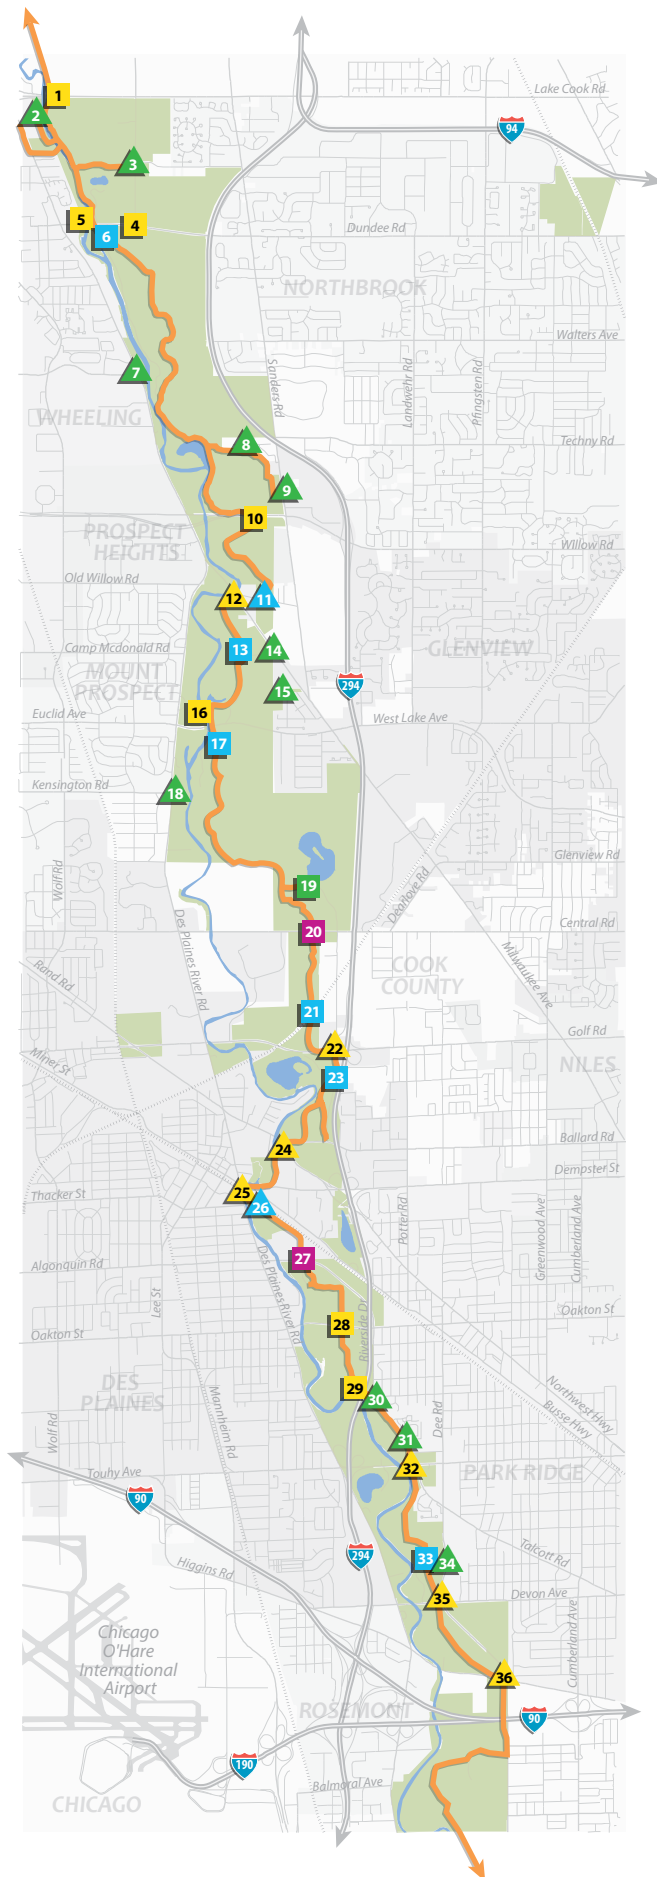 Lake Cook Rd
1
2
94
3
5
4
6
Dundee Rd
NORTHBROOK
Walters Ave
7
Sanders Rd
Landwehr Rd
Pfingsten Rd
WHEELING
8
Techny Rd
9
10
PROSPECT
HEIGHTS
Willow Rd
Old Willow Rd
12
11
Camp Mcdonald Rd
13
14
GLENVIEW
MOUNT
PROSPECT
15
294
16
Euclid Ave
West Lake Ave
17
Kensington Rd
18
Glenview Rd
Wolf Rd
19
Dearlove Rd
Des Plaines River Rd
20
Central Rd
COOK
COUNTY
Milwaukee Ave
Rand Rd
21
Golf Rd
22
Miner St
NILES
23
Ballard Rd
24
Dempster St
Thacker St
25
26
Potter Rd
Greenwood Ave
Cumberland Ave
27
Algonquin Rd
Des Plaines River Rd
Lee St
Riverside Dr
Oakton St
28
Oakton St
DES
PLAINES
29
30
Northwest Hwy
Busse Hwy
Mannheim Rd
Dee Rd
Wolf Rd
31
32
Touhy Ave
PARK RIDGE
90
294
Talcott Rd
33
34
Higgins Rd
Devon Ave
35
Chicago
O'Hare
International
Airport
Cumberland Ave
36
ROSEMONT
90
190
Balmoral Ave
CHICAGO